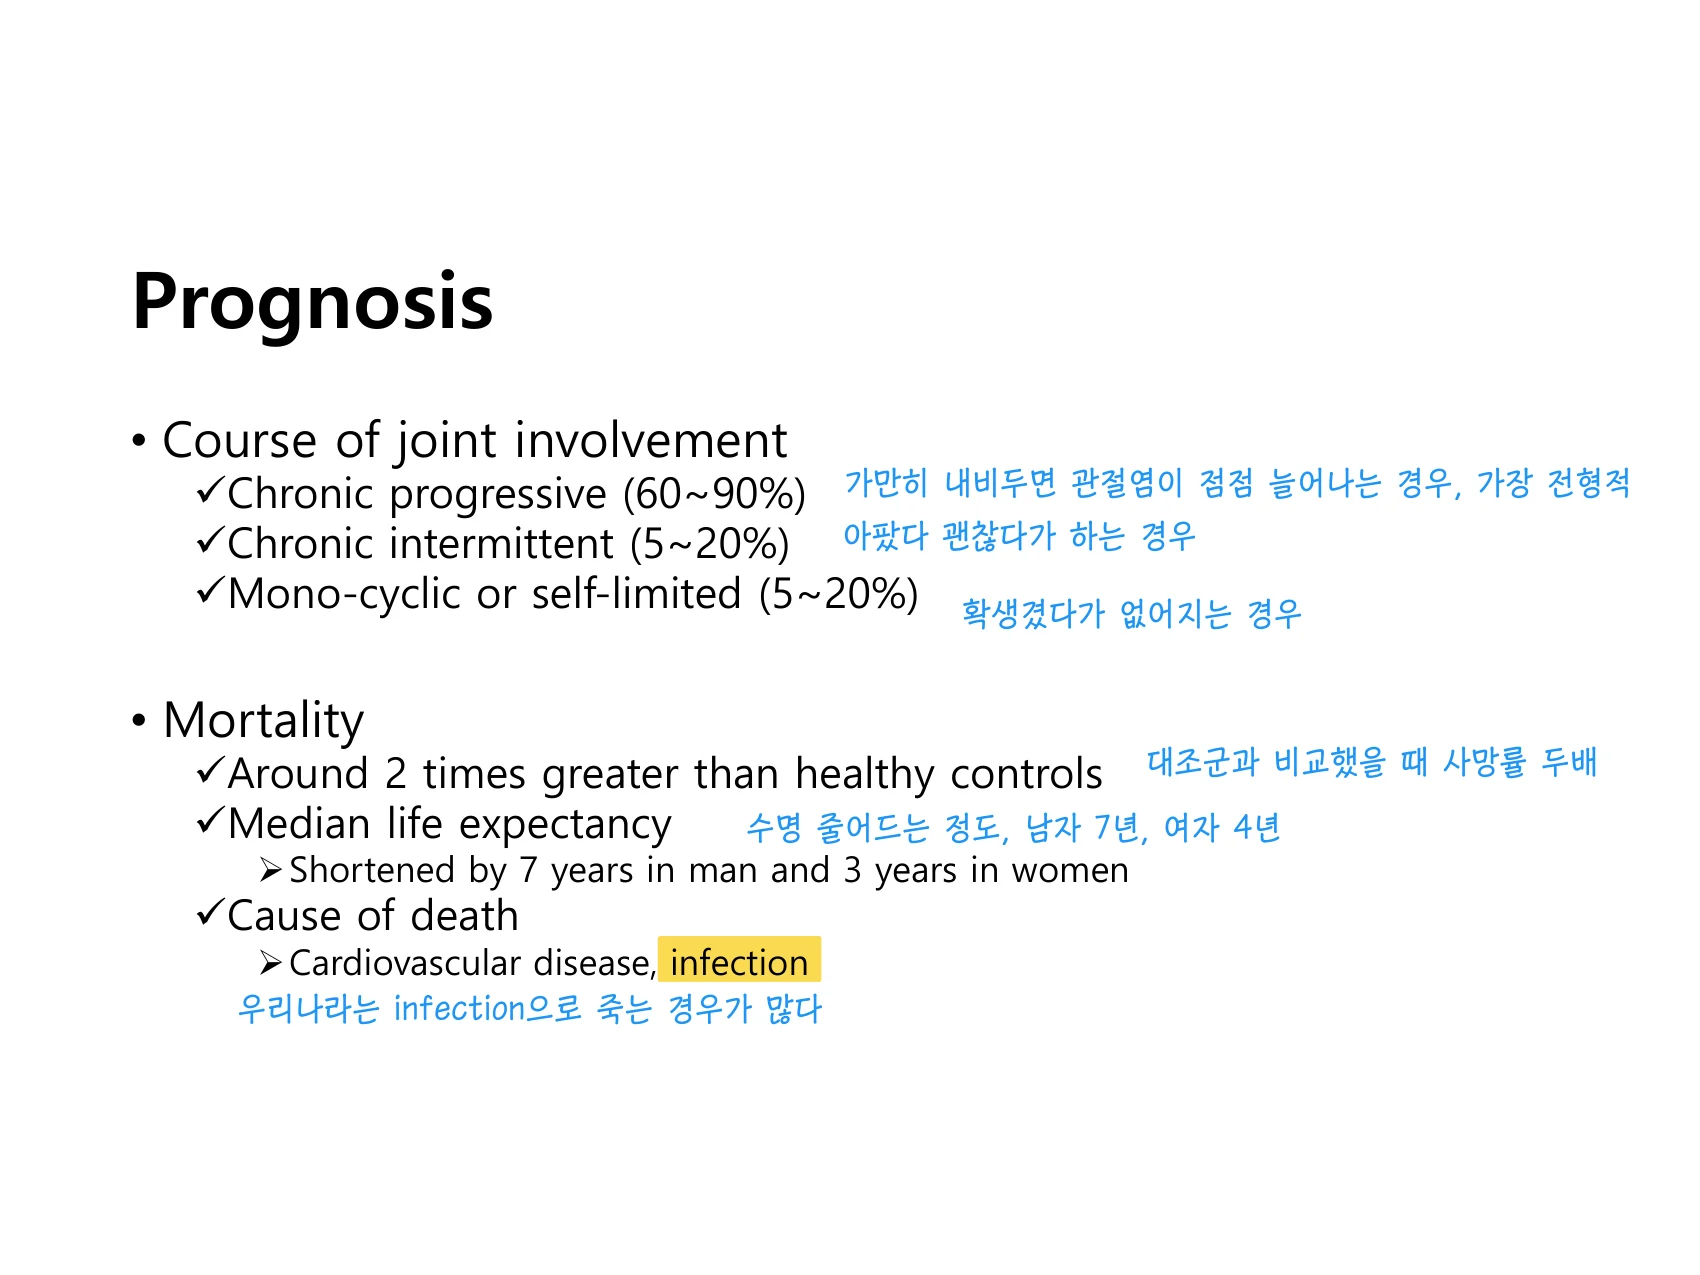 Prognosis
• Course of joint involvement
✓Chronic progressive (60~90%) 가만히 내비두면 관절염이 점점 늘어나는 경우, 가장 전형적
✓Chronic intermittent (5~20%) 아팠다 괜찮다가 하는 경우
✓Mono-cyclic or self-limited (5~20%) 확생겼다가 없어지는 경우
• Mortality
✓Around 2 times greater than healthy controls 대조군과 비교했을 때 사망률 두배
✓Median life expectancy 수명 줄어드는 정도, 남자 7년, 여자 4년
➢Shortened by 7 years in man and 3 years in women
✓Cause of death
➢Cardiovascular disease, infection
우리나라는 infection으로 죽는 경우가 많다